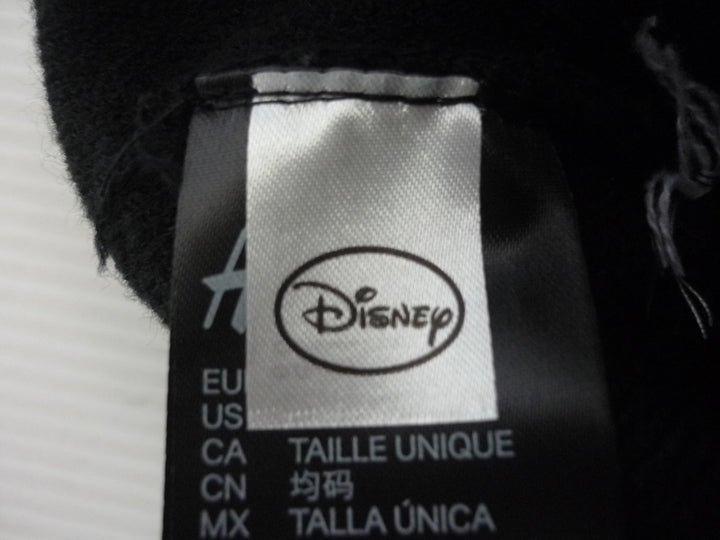 Disney
EU
US
CA TAILLE UNIQUE
CN 均码
MX TALLA ÚNICA